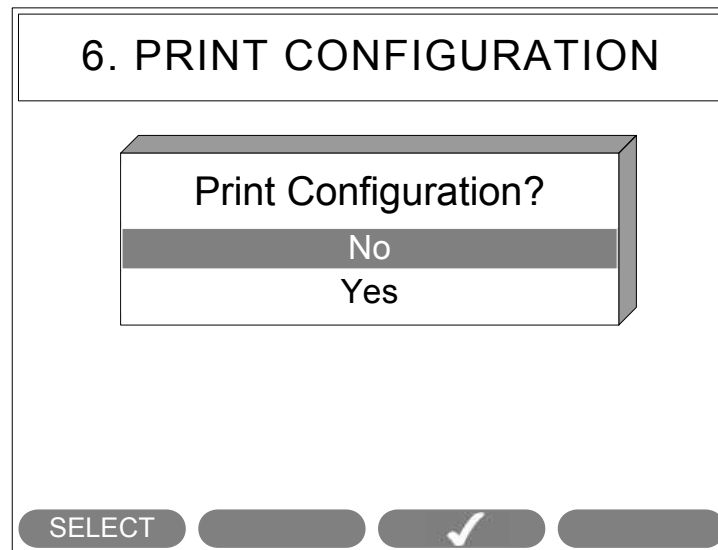 6. PRINT CONFIGURATION
Print Configuration?
No
Yes
SELECT